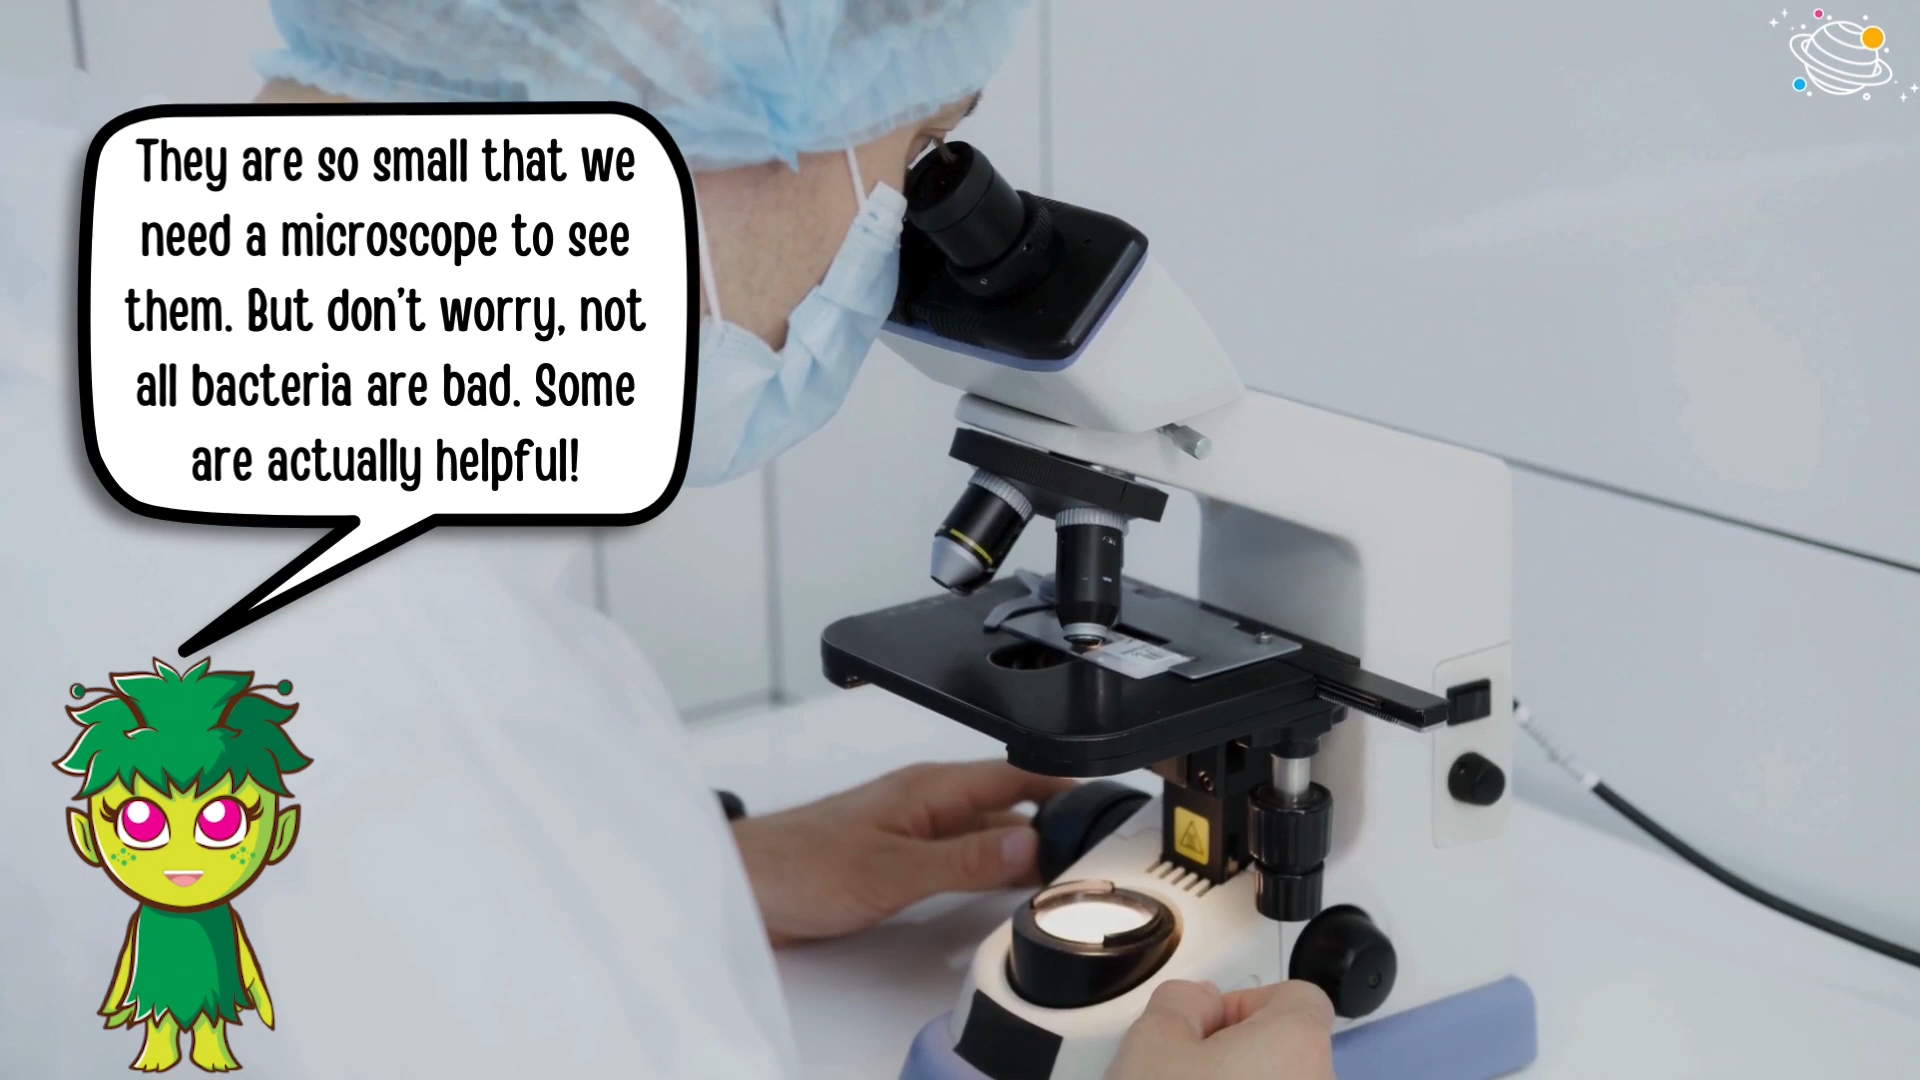 They are so small that we
need a microscope to see
them. But don't worry, not
all bacteria are bad. Some
are actually helpful!